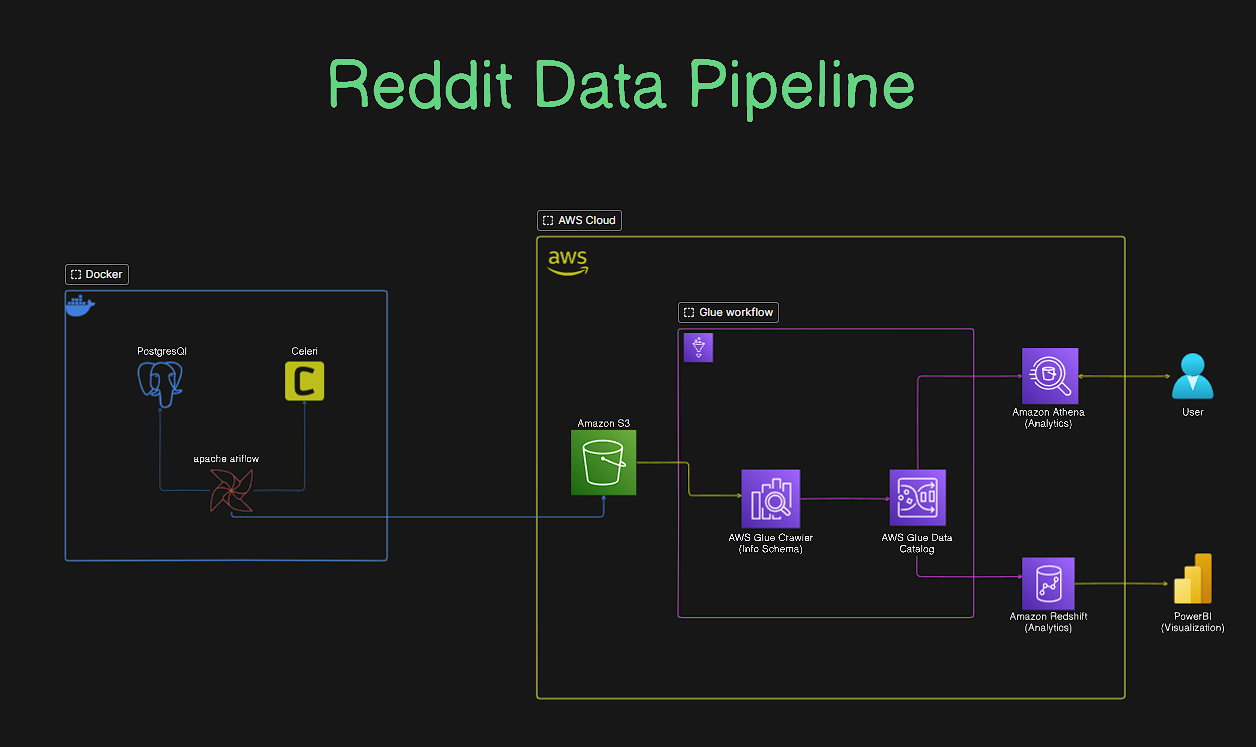 Reddit Data Pipeline
AWS Cloud
aws
Docker
Glue workflow
PostgresQl
Celeri
C
apache ariflow
Amazon S3
AWS Glue Crawler
(Info Schema)
AWS Glue Data
Catalog
Amazon Athena
(Analytics)
User
Amazon Redshift
(Analytics)
PowerBI
(Visualization)